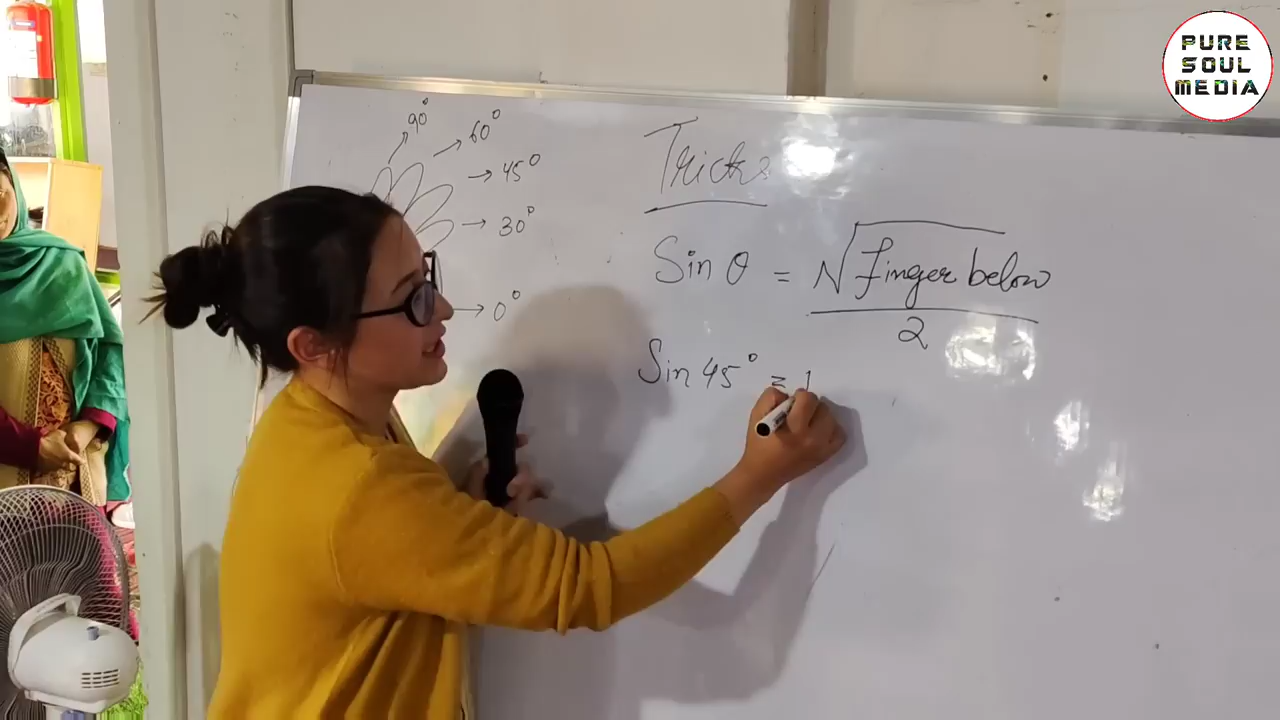 90°
60°
45°
30°
0°
Tricks
Sin θ = √finger below
2
Sin 45° = 1
PURE
SOUL
MEDIA